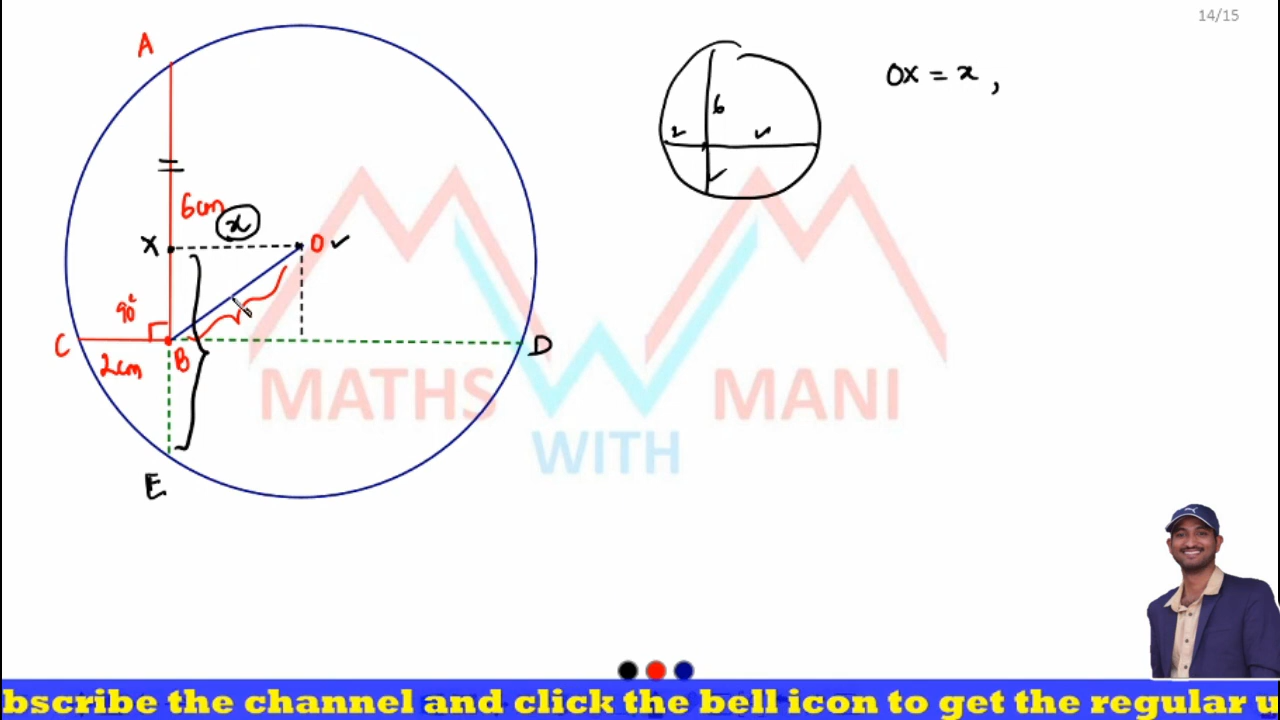 14/15
A
OX = x ,
6
2
6cm
x
X
O
90°
C
B
D
2cm
E
MATHS
WITH
MANI
bscribe the channel and click the bell icon to get the regular u